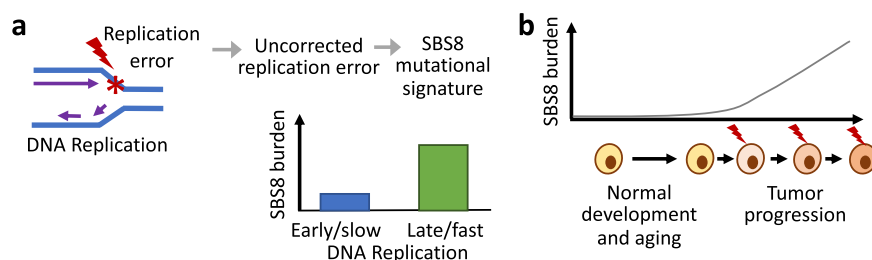 a
Replication
error
Uncorrected
replication error
SBS8
mutational
signature
DNA Replication
SBS8 burden
Early/slow
Late/fast
DNA Replication
b
SBS8 burden
Normal
development
and aging
Tumor
progression